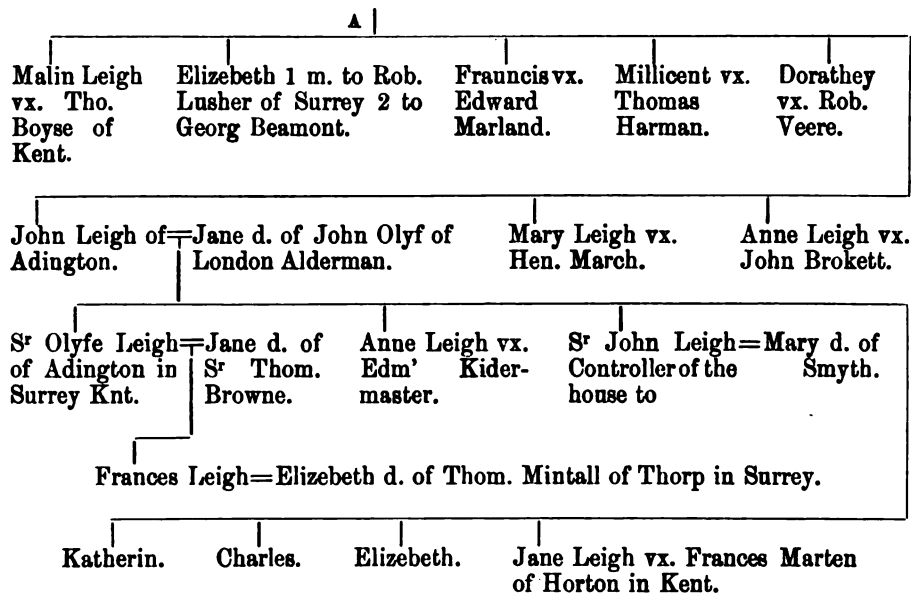 A
Malin Leigh
vx. Tho.
Boyse of
Kent.
Elizebeth 1 m. to Rob.
Lusher of Surrey 2 to
Georg Beamont.
Frauncis vx.
Edward
Marland.
Millicent vx.
Thomas
Harman.
Dorathey
vx. Rob.
Veere.
John Leigh of=Jane d. of John Olyf of
Adington. London Alderman.
Mary Leigh vx.
Hen. March.
Anne Leigh vx.
John Brokett.
Sr Olyfe Leigh=Jane d. of
of Adington in Sr Thom.
Surrey Knt. Browne.
Anne Leigh vx.
Edm' Kider-
master.
Sr John Leigh=Mary d. of
Controller of the Smyth.
house to
Frances Leigh=Elizebeth d. of Thom. Mintall of Thorp in Surrey.
Katherin.
Charles.
Elizebeth.
Jane Leigh vx. Frances Marten
of Horton in Kent.